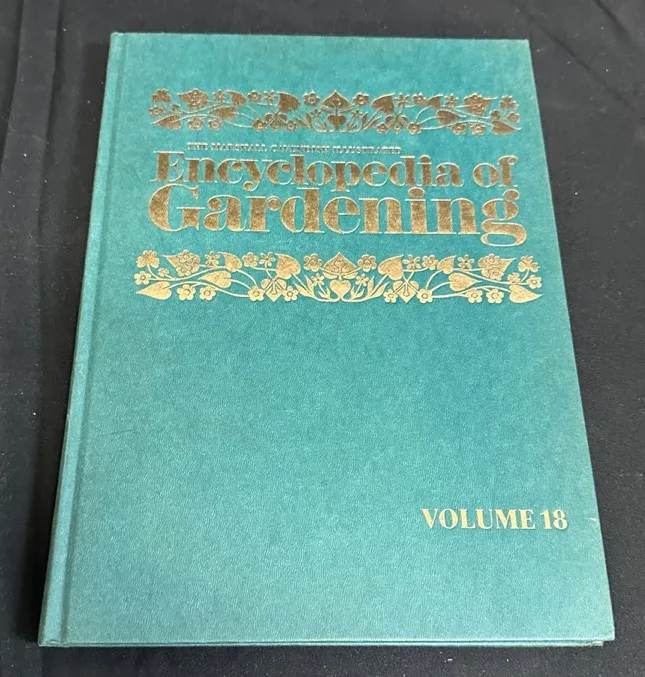 THE MARSHALL CAVENDISH ILLUSTRATED
Encyclopedia of
Gardening
VOLUME 18